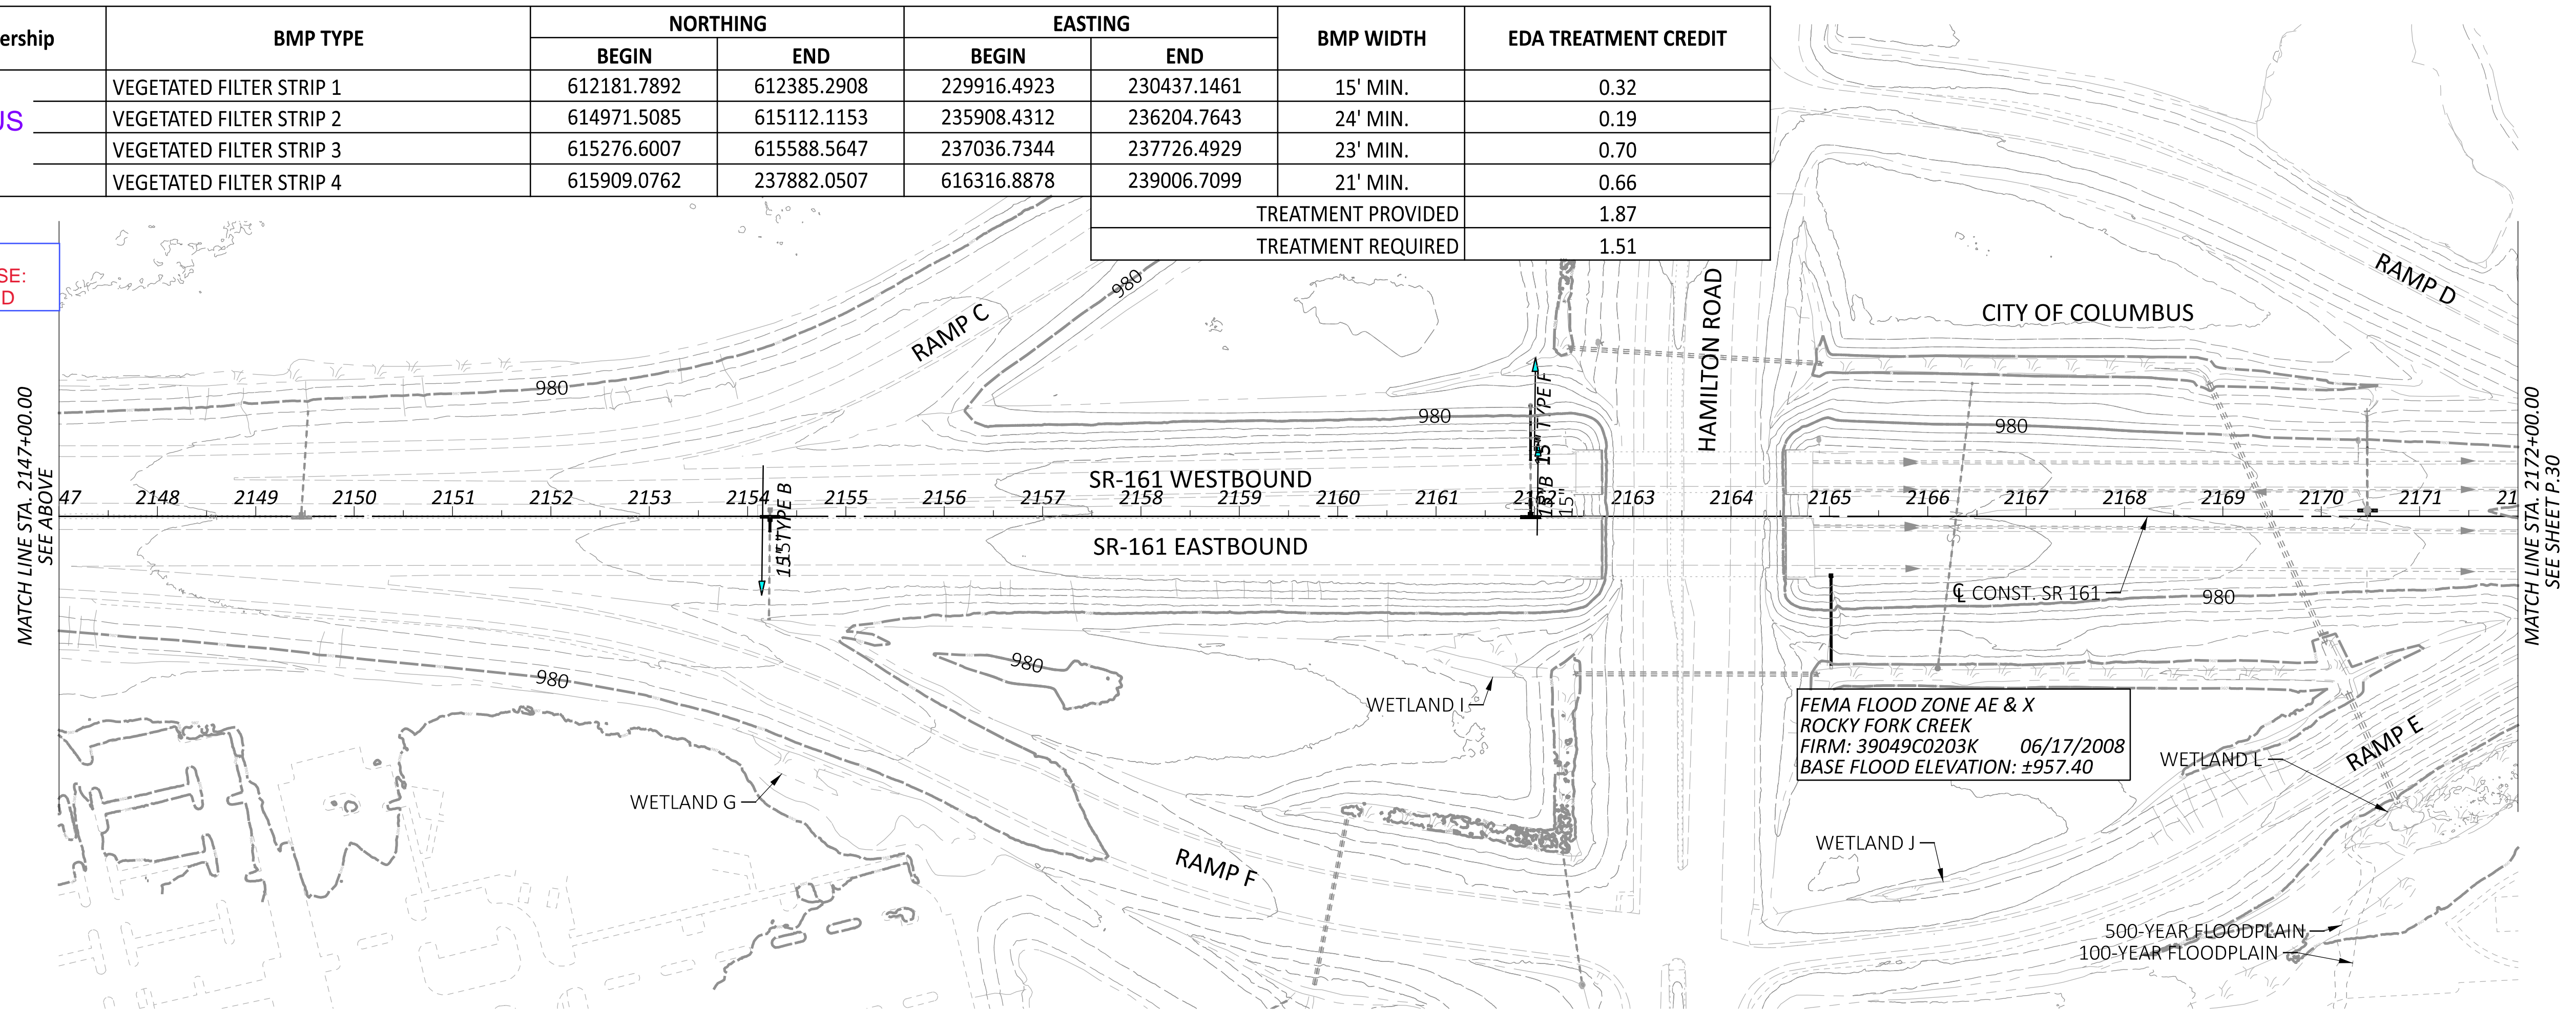 ership
BMP TYPE
NORTHING
EASTING
BMP WIDTH
EDA TREATMENT CREDIT
BEGIN
END
BEGIN
END
VEGETATED FILTER STRIP 1 612181.7892 612385.2908 229916.4923 230437.1461 15' MIN. 0.32
US
VEGETATED FILTER STRIP 2 614971.5085 615112.1153 235908.4312 236204.7643 24' MIN. 0.19
VEGETATED FILTER STRIP 3 615276.6007 615588.5647 237036.7344 237726.4929 23' MIN. 0.70
VEGETATED FILTER STRIP 4 615909.0762 237882.0507 616316.8878 239006.7099 21' MIN. 0.66
TREATMENT PROVIDED 1.87
TREATMENT REQUIRED 1.51
SE:
D
RAMP C
980
HAMILTON ROAD
CITY OF COLUMBUS
RAMP D
980
980
980
15" TYPE F
MATCH LINE STA. 2147+00.00
SEE ABOVE
SR-161 WESTBOUND
47 2148 2149 2150 2151 2152 2153 2154 2155 2156 2157 2158 2159 2160 2161 2162 2163 2164 2165 2166 2167 2168 2169 2170 2171 21
15" TYPE B
15'
SR-161 EASTBOUND
MATCH LINE STA. 2172+00.00
SEE SHEET P.30
℄ CONST. SR 161
980
980
980
WETLAND I
FEMA FLOOD ZONE AE & X
ROCKY FORK CREEK
FIRM: 39049C0203K 06/17/2008
BASE FLOOD ELEVATION: ±957.40
WETLAND G
WETLAND L
RAMP E
RAMP F
WETLAND J
500-YEAR FLOODPLAIN
100-YEAR FLOODPLAIN